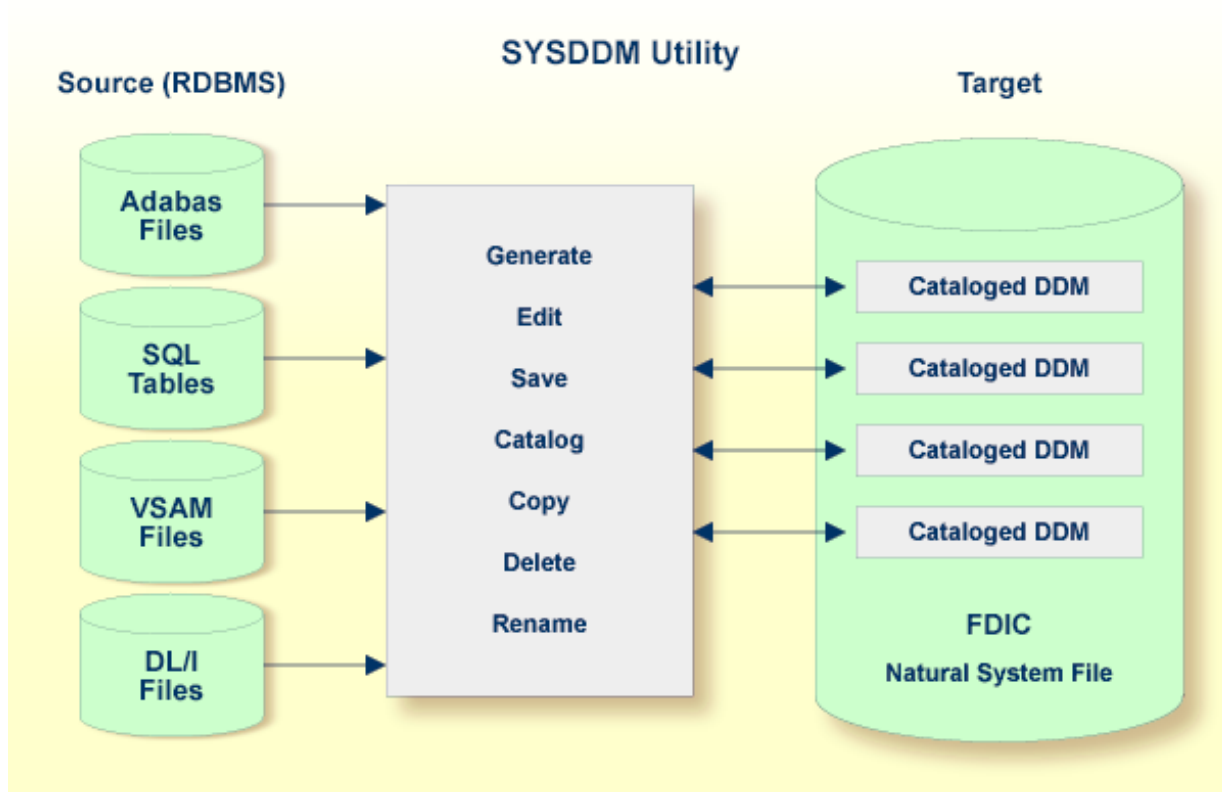 SYSDDM Utility
Source (RDBMS)
Target
Adabas
Files
SQL
Tables
VSAM
Files
DL/I
Files
Generate
Edit
Save
Catalog
Copy
Delete
Rename
Cataloged DDM
Cataloged DDM
Cataloged DDM
Cataloged DDM
FDIC
Natural System File